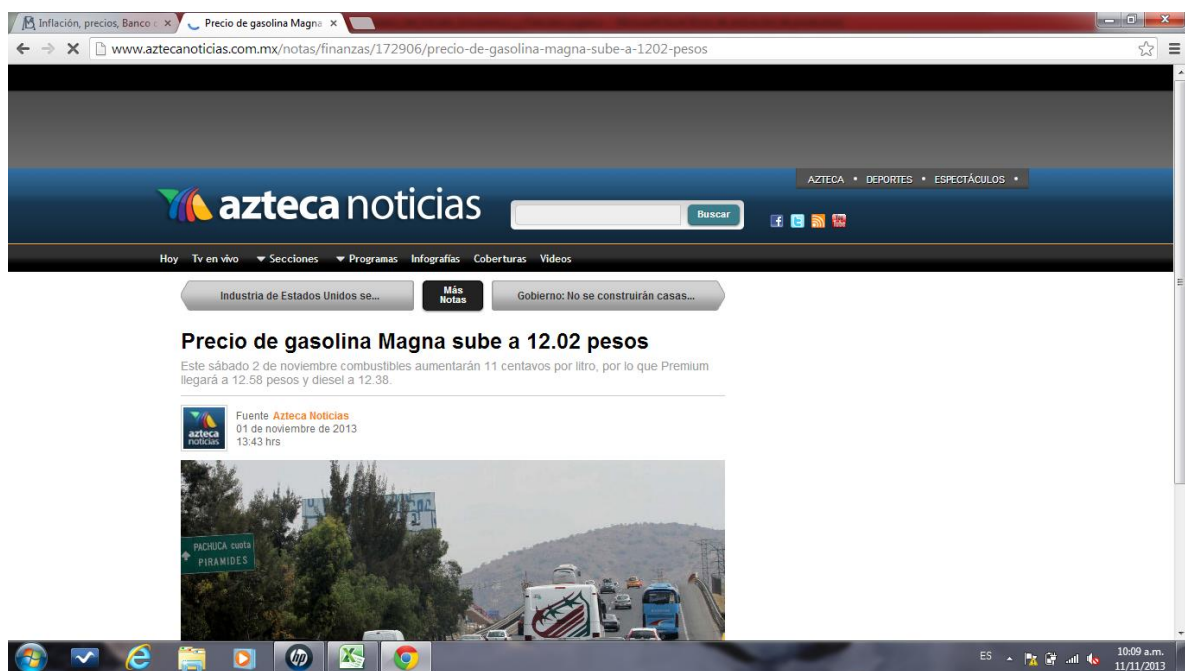 Inflación, precios, Banco
Precio de gasolina Magna
www.aztecanoticias.com.mx/notas/finanzas/172906/precio-de-gasolina-magna-sube-a-1202-pesos
AZTECA • DEPORTES • ESPECTÁCULOS •
azteca noticias
Buscar
Hoy Tv en vivo Secciones Programas Infografías Coberturas Videos
Industria de Estados Unidos se...
Más
Notas
Gobierno: No se construirán casas...
Precio de gasolina Magna sube a 12.02 pesos
Este sábado 2 de noviembre combustibles aumentarán 11 centavos por litro, por lo que Premium
llegará a 12.58 pesos y diesel a 12.38.
azteca
noticias
Fuente Azteca Noticias
01 de noviembre de 2013
13:43 hrs
PACHUCA cuota
PIRAMIDES
hp
ES
10:09 a.m.
11/11/2013